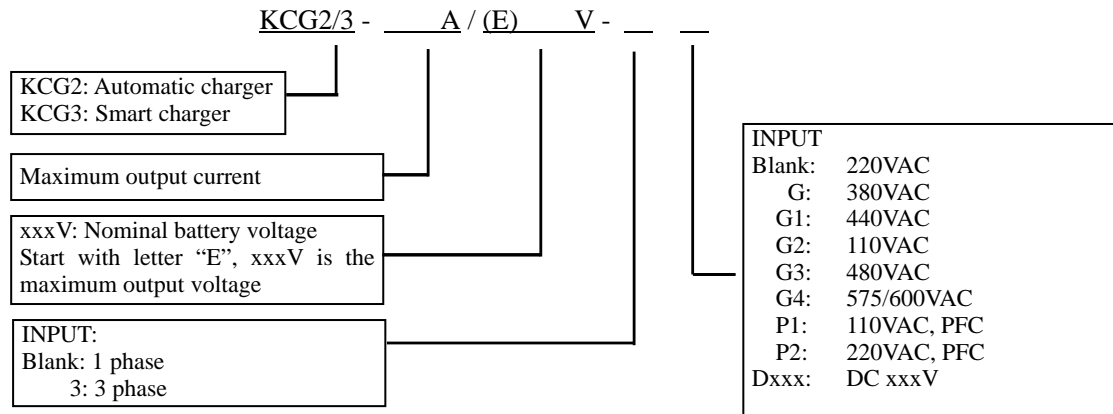 KCG2/3 - A / (E) V -
KCG2: Automatic charger
KCG3: Smart charger
Maximum output current
xxxV: Nominal battery voltage
Start with letter “E”, xxxV is the
maximum output voltage
INPUT:
Blank: 1 phase
3: 3 phase
INPUT
Blank: 220VAC
G: 380VAC
G1: 440VAC
G2: 110VAC
G3: 480VAC
G4: 575/600VAC
P1: 110VAC, PFC
P2: 220VAC, PFC
Dxxx: DC xxxV